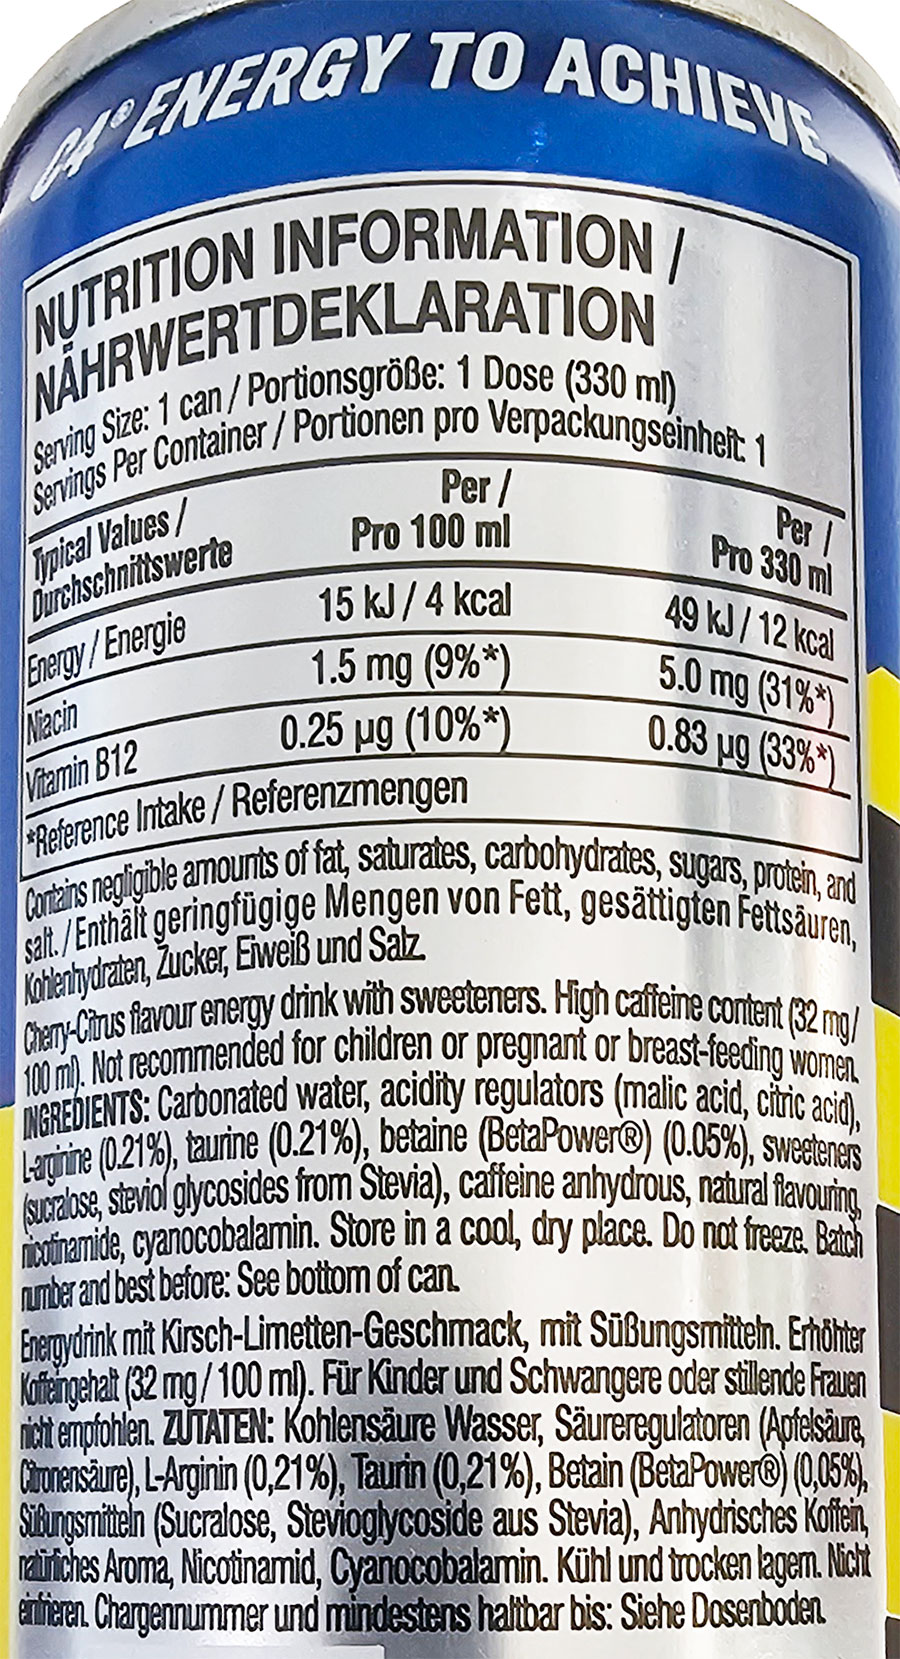 C4® ENERGY TO ACHIEVE
NUTRITION INFORMATION /
NÄHRWERTDEKLARATION
Serving Size: 1 can / Portionsgröße: 1 Dose (330 ml)
Servings Per Container / Portionen pro Verpackungseinheit: 1
Typical Values / Durchschnittswerte Per / Pro 100 ml Per / Pro 330 ml
Energy / Energie 15 kJ / 4 kcal 49 kJ / 12 kcal
Niacin 1.5 mg (9%*) 5.0 mg (31%*)
Vitamin B12 0.25 µg (10%*) 0.83 µg (33%*)
*Reference Intake / Referenzmengen
Contains negligible amounts of fat, saturates, carbohydrates, sugars, protein, and
salt. / Enthält geringfügige Mengen von Fett, gesättigten Fettsäuren,
Kohlenhydraten, Zucker, Eiweiß und Salz.
Cherry-Citrus flavour energy drink with sweeteners. High caffeine content (32 mg/
100 ml). Not recommended for children or pregnant or breast-feeding women.
INGREDIENTS: Carbonated water, acidity regulators (malic acid, citric acid),
L-arginine (0.21%), taurine (0.21%), betaine (BetaPower®) (0.05%), sweeteners
(sucralose, steviol glycosides from Stevia), caffeine anhydrous, natural flavouring,
nicotinamide, cyanocobalamin. Store in a cool, dry place. Do not freeze. Batch
number and best before: See bottom of can.
Energydrink mit Kirsch-Limetten-Geschmack, mit Süßungsmitteln. Erhöhter
Koffeingehalt (32 mg / 100 ml). Für Kinder und Schwangere oder stillende Frauen
nicht empfohlen. ZUTATEN: Kohlensäure Wasser, Säureregulatoren (Apfelsäure,
Citronensäure), L-Arginin (0,21%), Taurin (0,21%), Betain (BetaPower®) (0,05%),
Süßungsmitteln (Sucralose, Stevioglycoside aus Stevia), Anhydrisches Koffein,
natürliches Aroma, Nicotinamid, Cyanocobalamin. Kühl und trocken lagern. Nicht
einfrieren. Chargennummer und mindestens haltbar bis: Siehe Dosenboden.